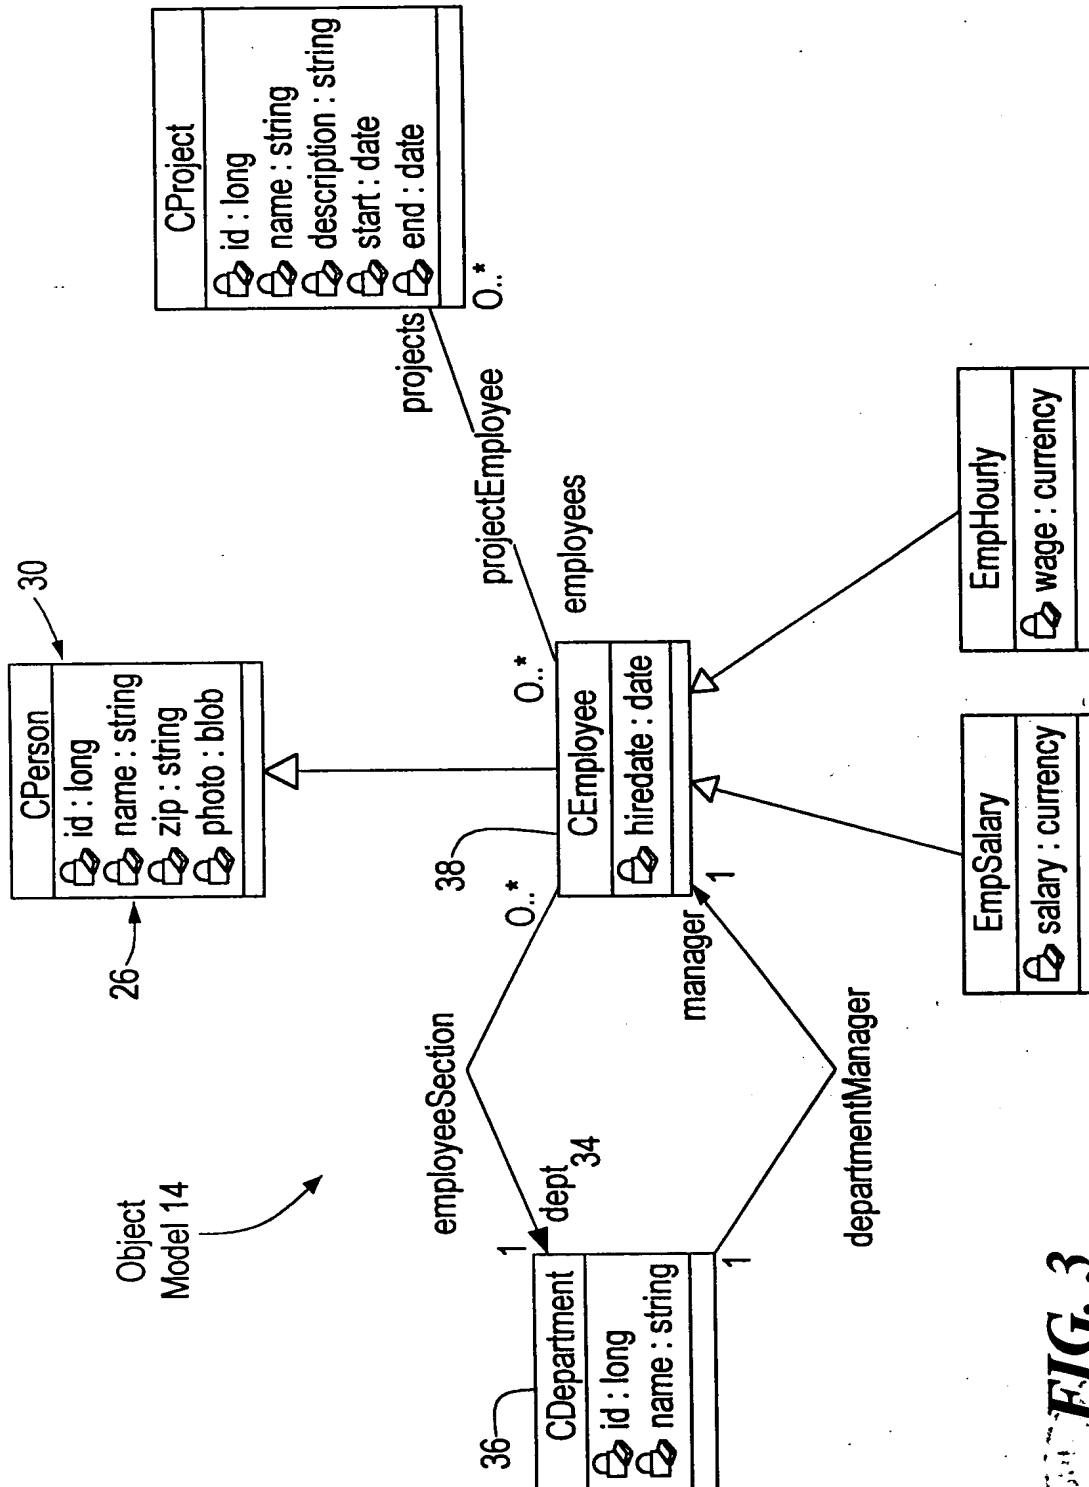 Object
Model 14
CPerson
id : long
name : string
zip : string
photo : blob
26
30
CProject
id : long
name : string
description : string
start : date
end : date
projects
0..*
projectEmployee
employees
0..*
38
CEmployee
hiredate : date
0..*
employeeSection
1
dept
34
36
CDepartment
id : long
name : string
1
departmentManager
manager
1
EmpSalary
salary : currency
EmpHourly
wage : currency
FIG. 3